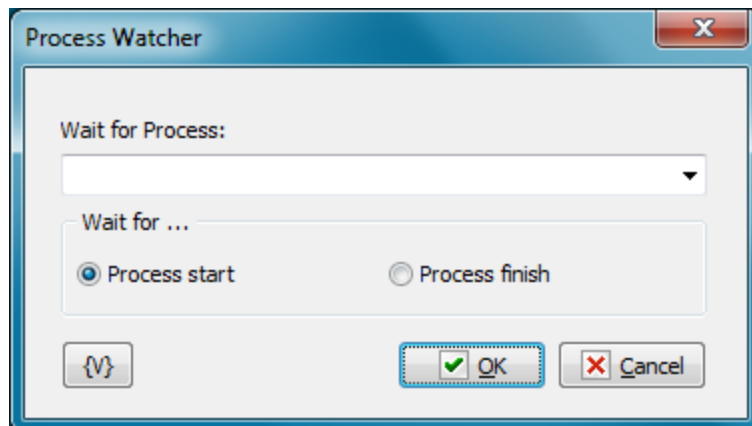 Process Watcher
Wait for Process:
Wait for ...
Process start Process finish
{V} OK Cancel